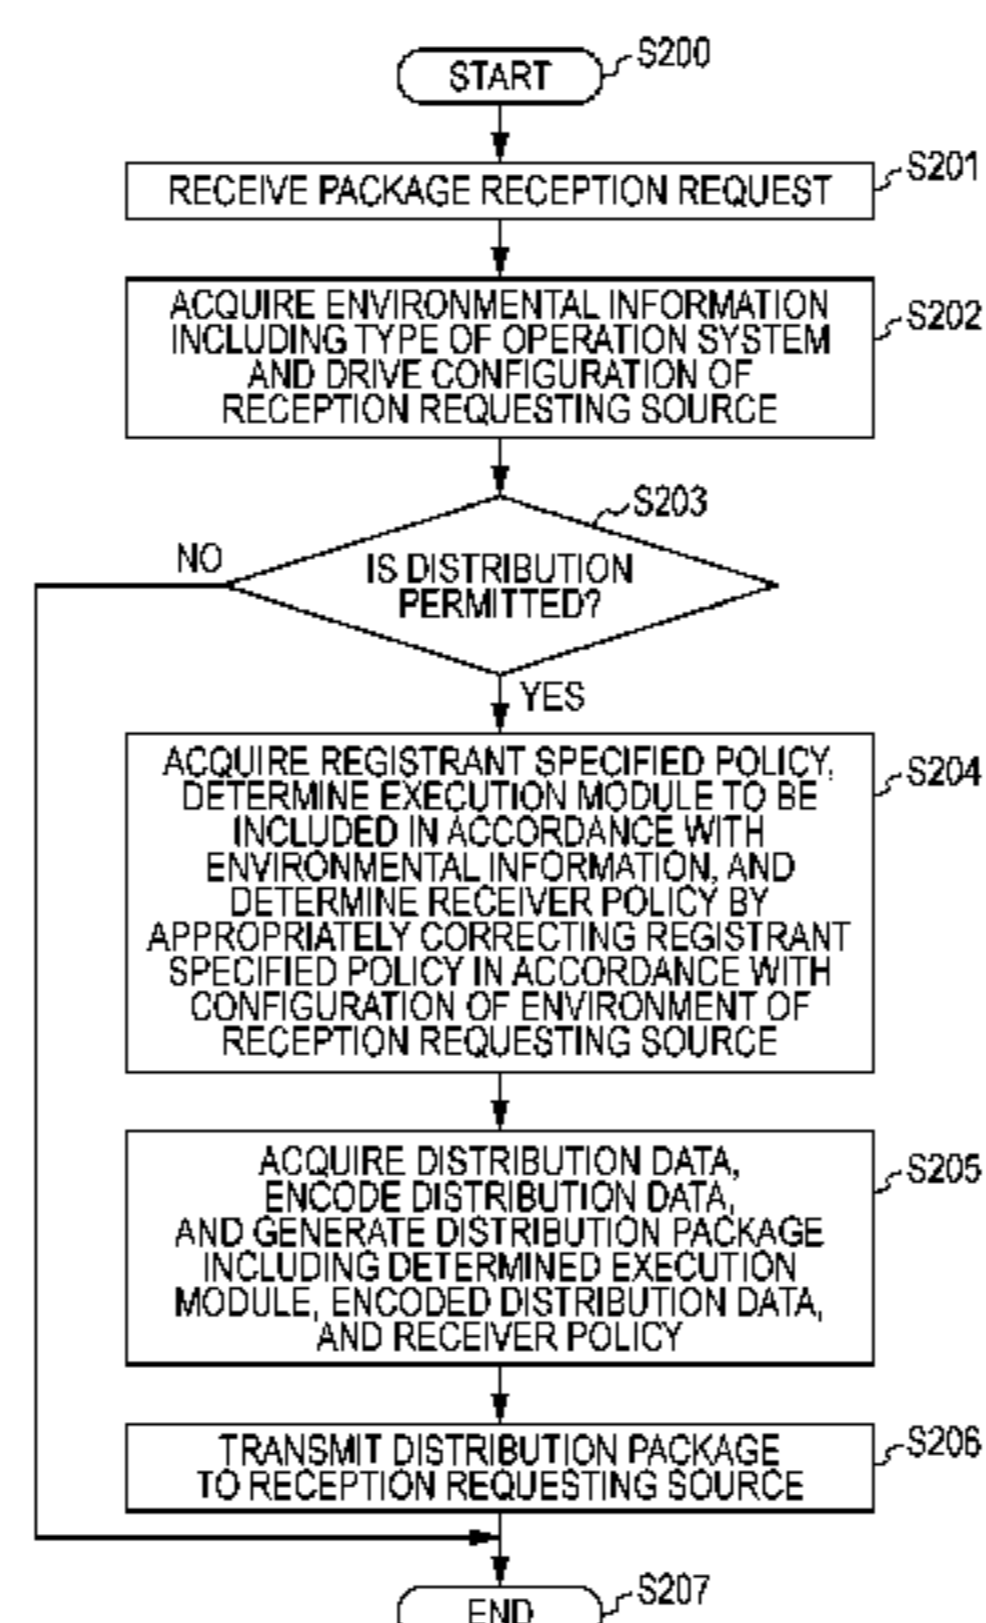 START
S200
RECEIVE PACKAGE RECEPTION REQUEST
S201
ACQUIRE ENVIRONMENTAL INFORMATION
INCLUDING TYPE OF OPERATION SYSTEM
AND DRIVE CONFIGURATION OF
RECEPTION REQUESTING SOURCE
S202
S203
NO
IS DISTRIBUTION
PERMITTED?
YES
ACQUIRE REGISTRANT SPECIFIED POLICY,
DETERMINE EXECUTION MODULE TO BE
INCLUDED IN ACCORDANCE WITH
ENVIRONMENTAL INFORMATION, AND
DETERMINE RECEIVER POLICY BY
APPROPRIATELY CORRECTING REGISTRANT
SPECIFIED POLICY IN ACCORDANCE WITH
CONFIGURATION OF ENVIRONMENT OF
RECEPTION REQUESTING SOURCE
S204
ACQUIRE DISTRIBUTION DATA,
ENCODE DISTRIBUTION DATA,
AND GENERATE DISTRIBUTION PACKAGE
INCLUDING DETERMINED EXECUTION
MODULE, ENCODED DISTRIBUTION DATA,
AND RECEIVER POLICY
S205
TRANSMIT DISTRIBUTION PACKAGE
TO RECEPTION REQUESTING SOURCE
S206
END
S207